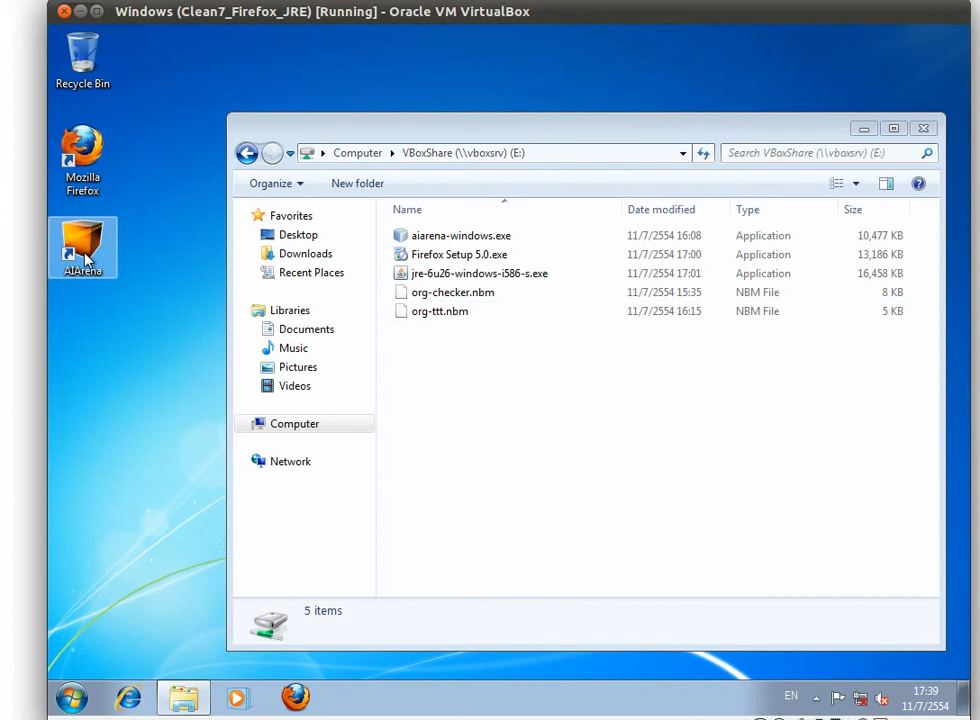 Windows (Clean7_Firefox_JRE) [Running] - Oracle VM VirtualBox
Recycle Bin
Mozilla
Firefox
AIArena
Computer
VBoxShare (\\vboxsrv) (E:)
Search VBoxShare (\\vboxsrv) (E:)
Organize
New folder
Favorites
Desktop
Downloads
Recent Places
Libraries
Documents
Music
Pictures
Videos
Computer
Network
Name Date modified Type Size
aiarena-windows.exe 11/7/2554 16:08 Application 10,477 KB
Firefox Setup 5.0.exe 11/7/2554 17:00 Application 13,186 KB
jre-6u26-windows-i586-s.exe 11/7/2554 17:01 Application 16,458 KB
org-checker.nbm 11/7/2554 15:35 NBM File 8 KB
org-ttt.nbm 11/7/2554 16:15 NBM File 5 KB
5 items
EN
17:39
11/7/2554